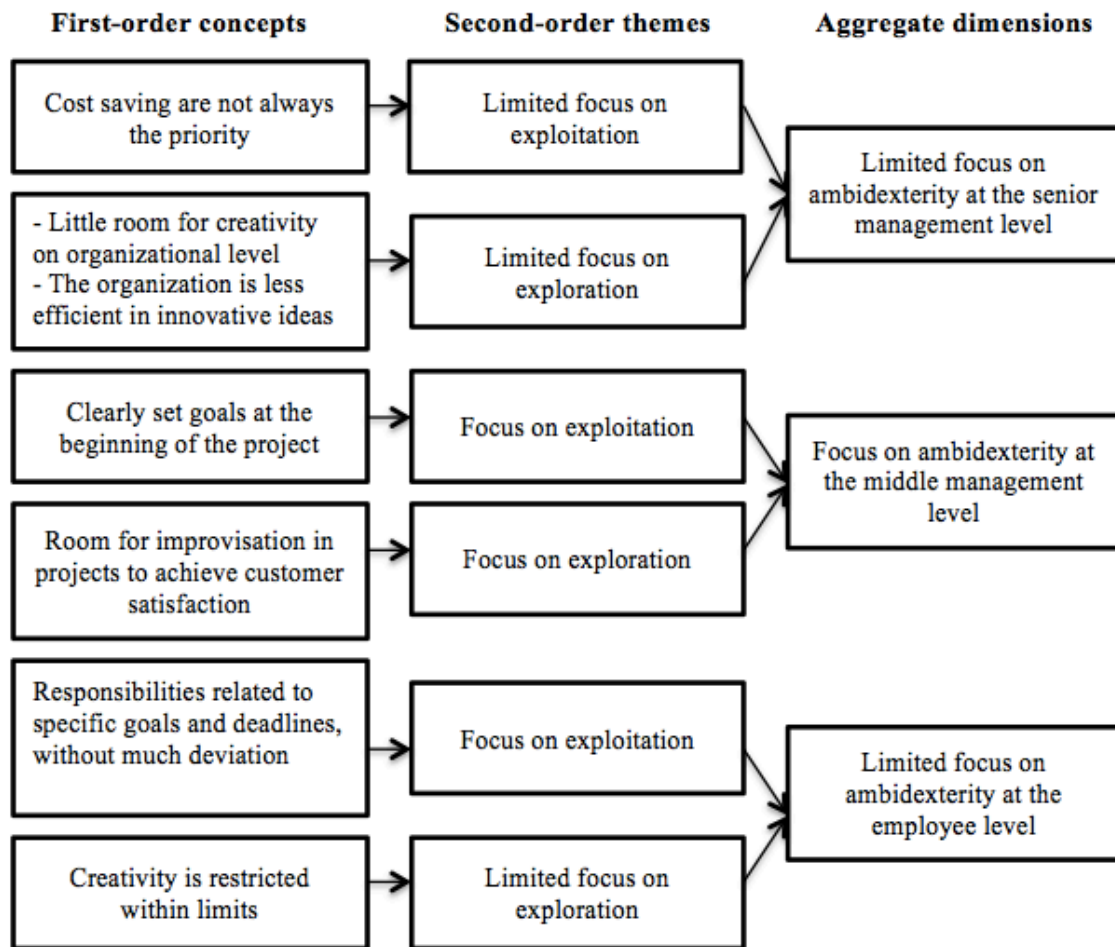 First-order concepts
Second-order themes
Aggregate dimensions
Cost saving are not always
the priority
Limited focus on
exploitation
Limited focus on
ambidexterity at the senior
management level
- Little room for creativity
on organizational level
- The organization is less
efficient in innovative ideas
Limited focus on
exploration
Clearly set goals at the
beginning of the project
Focus on exploitation
Focus on ambidexterity at
the middle management
level
Room for improvisation in
projects to achieve customer
satisfaction
Focus on exploration
Responsibilities related to
specific goals and deadlines,
without much deviation
Focus on exploitation
Limited focus on
ambidexterity at the
employee level
Creativity is restricted
within limits
Limited focus on
exploration